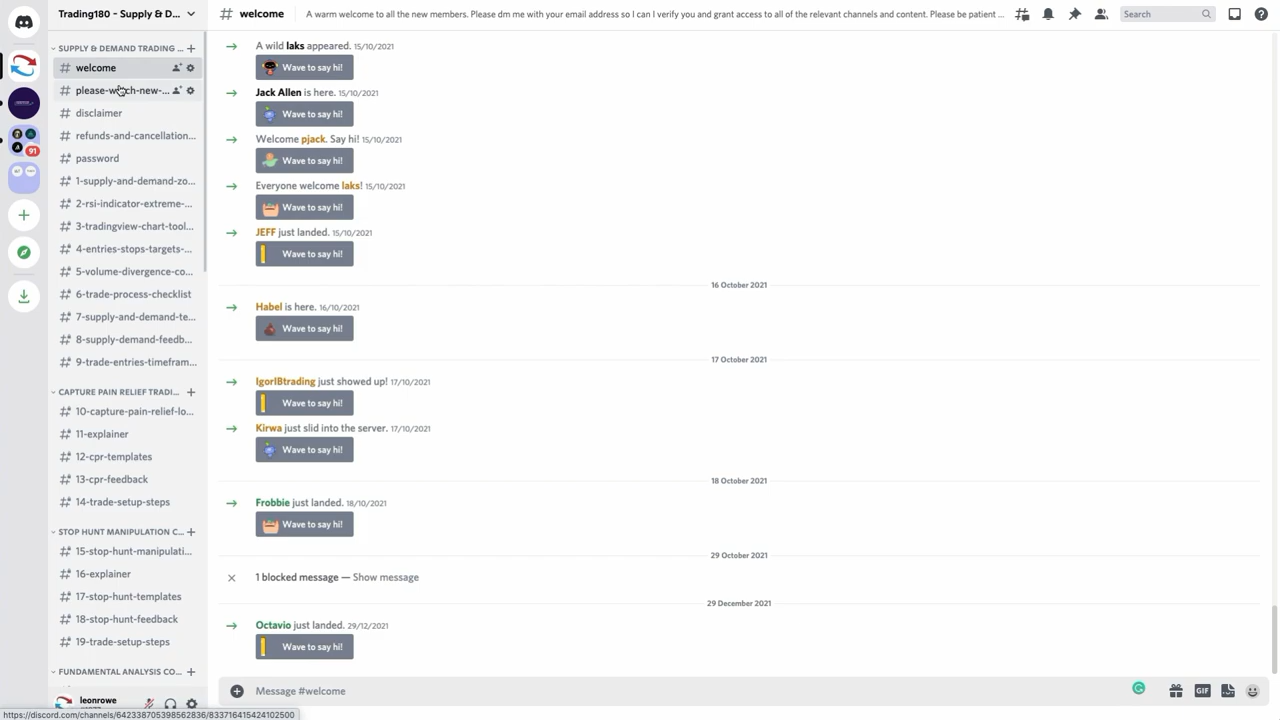 Trading180 - Supply & D...
# welcome
A warm welcome to all the new members. Please dm me with your email address so I can I verify you and grant access to all of the relevant channels and content. Please be patient ...
Search
SUPPLY & DEMAND TRADING ...
# welcome
# please-watch-new-...
# disclaimer
# refunds-and-cancellation...
# password
# 1-supply-and-demand-zo...
# 2-rsi-indicator-extreme-...
# 3-tradingview-chart-tool...
# 4-entries-stops-targets-...
# 5-volume-divergence-co...
# 6-trade-process-checklist
# 7-supply-and-demand-te...
# 8-supply-demand-feedb...
# 9-trade-entries-timefram...
CAPTURE PAIN RELIEF TRADI...
# 10-capture-pain-relief-lo...
# 11-explainer
# 12-cpr-templates
# 13-cpr-feedback
# 14-trade-setup-steps
STOP HUNT MANIPULATION C...
# 15-stop-hunt-manipulati...
# 16-explainer
# 17-stop-hunt-templates
# 18-stop-hunt-feedback
# 19-trade-setup-steps
FUNDAMENTAL ANALYSIS CO...
91
leonrowe
https://discord.com/channels/642338705398562836/833716415424102500
A wild laks appeared. 15/10/2021
Wave to say hi!
Jack Allen is here. 15/10/2021
Wave to say hi!
Welcome pjack. Say hi! 15/10/2021
Wave to say hi!
Everyone welcome laks! 15/10/2021
Wave to say hi!
JEFF just landed. 15/10/2021
Wave to say hi!
16 October 2021
Habel is here. 16/10/2021
Wave to say hi!
17 October 2021
IgorIBtrading just showed up! 17/10/2021
Wave to say hi!
Kirwa just slid into the server. 17/10/2021
Wave to say hi!
18 October 2021
Frobbie just landed. 18/10/2021
Wave to say hi!
29 October 2021
1 blocked message — Show message
29 December 2021
Octavio just landed. 29/12/2021
Wave to say hi!
Message #welcome
GIF